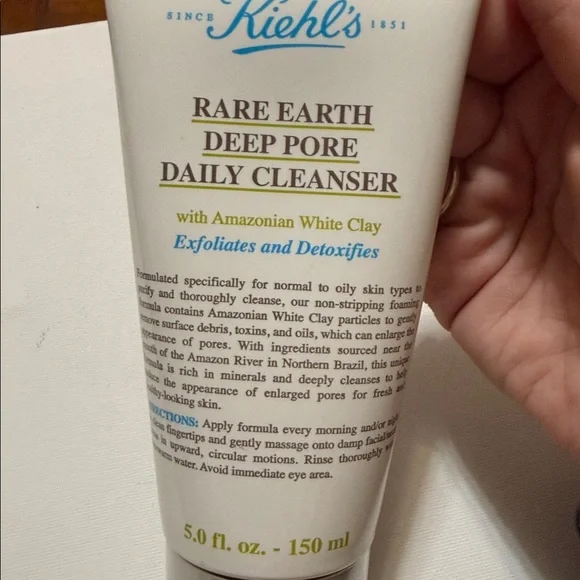 SINCE Kiehl's 1851
RARE EARTH
DEEP PORE
DAILY CLEANSER
with Amazonian White Clay
Exfoliates and Detoxifies
Formulated specifically for normal to oily skin types to
purify and thoroughly cleanse, our non-stripping foaming
formula contains Amazonian White Clay particles to gently
remove surface debris, toxins, and oils, which can enlarge the
appearance of pores. With ingredients sourced near the
mouth of the Amazon River in Northern Brazil, this unique
formula is rich in minerals and deeply cleanses to help
reduce the appearance of enlarged pores for fresh and
healthy-looking skin.
DIRECTIONS: Apply formula every morning and/or night
clean fingertips and gently massage onto damp facial/neck
in upward, circular motions. Rinse thoroughly
warm water. Avoid immediate eye area.
5.0 fl. oz. - 150 ml